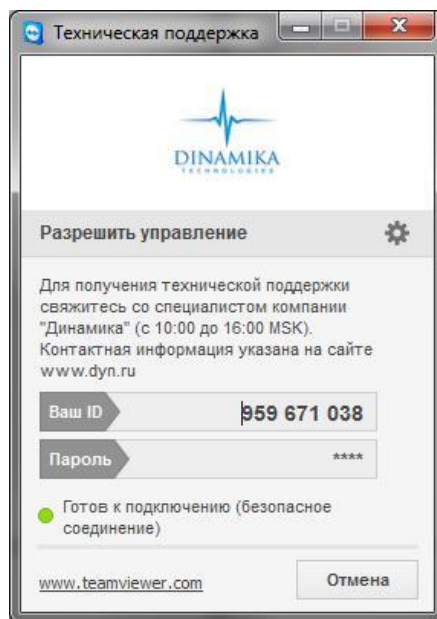 Техническая поддержка
DINAMIKA
TECHNOLOGIES
Разрешить управление
Для получения технической поддержки
свяжитесь со специалистом компании
"Динамика" (с 10:00 до 16:00 MSK).
Контактная информация указана на сайте
www.dyn.ru
Ваш ID 959 671 038
Пароль ****
Готов к подключению (безопасное
соединение)
www.teamviewer.com Отмена